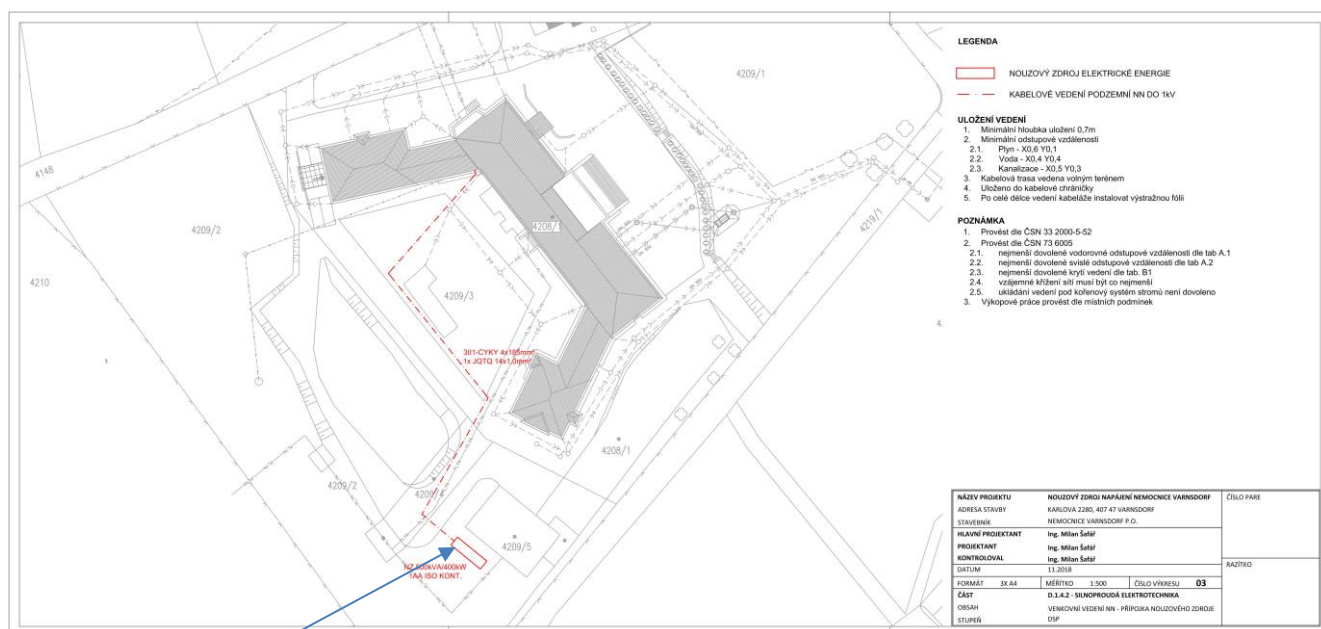 LEGENDA
NOUZOVÝ ZDROJ ELEKTRICKÉ ENERGIE
KABELOVÉ VEDENÍ PODZEMNÍ NN DO 1kV
ULOŽENÍ VEDENÍ
1. Minimální hloubka uložení 0,7m
2. Minimální odstupové vzdálenosti
2.1. Plyn - X0,6 Y0,1
2.2. Voda - X0,4 Y0,4
2.3. Kanalizace - X0,5 Y0,3
3. Kabelová trasa vedena volným terénem
4. Uloženo do kabelové chráničky
5. Po celé délce vedení kabeláže instalovat výstražnou fólii
POZNÁMKA
1. Provést dle ČSN 33 2000-5-52
2. Provést dle ČSN 73 6005
2.1. nejmenší dovolené vodorovné odstupové vzdálenosti dle tab A.1
2.2. nejmenší dovolené svislé odstupové vzdálenosti dle tab A.2
2.3. nejmenší dovolené krytí vedení dle tab. B1
2.4. vzájemné křížení sítí musí být co nejmenší
2.5. ukládání vedení pod kořenový systém stromů není dovoleno
3. Výkopové práce provést dle místních podmínek
4209/1
4148
4209/2
4208/1
4219/1
4210
4209/3
4.
3II1-CYKY 4x185mm²
1x JQTQ 14x1,0mm²
4208/1
4209/2
4209/4
4209/5
NZ 500kVA/400kW
1AA ISO KONT.
NÁZEV PROJEKTU NOUZOVÝ ZDROJ NAPÁJENÍ NEMOCNICE VARNSDORF ČÍSLO PARE
ADRESA STAVBY KARLOVA 2280, 407 47 VARNSDORF
STAVEBNÍK NEMOCNICE VARNSDORF P.O.
HLAVNÍ PROJEKTANT Ing. Milan Šafář
PROJEKTANT Ing. Milan Šafář
KONTROLOVAL Ing. Milan Šafář
RAZÍTKO
DATUM 11.2018
FORMÁT 3X A4 MĚŘÍTKO 1:500 ČÍSLO VÝKRESU 03
ČÁST D.1.4.2 - SILNOPROUDÁ ELEKTROTECHNIKA
OBSAH VENKOVNÍ VEDENÍ NN - PŘÍPOJKA NOUZOVÉHO ZDROJE
STUPEŇ DSP